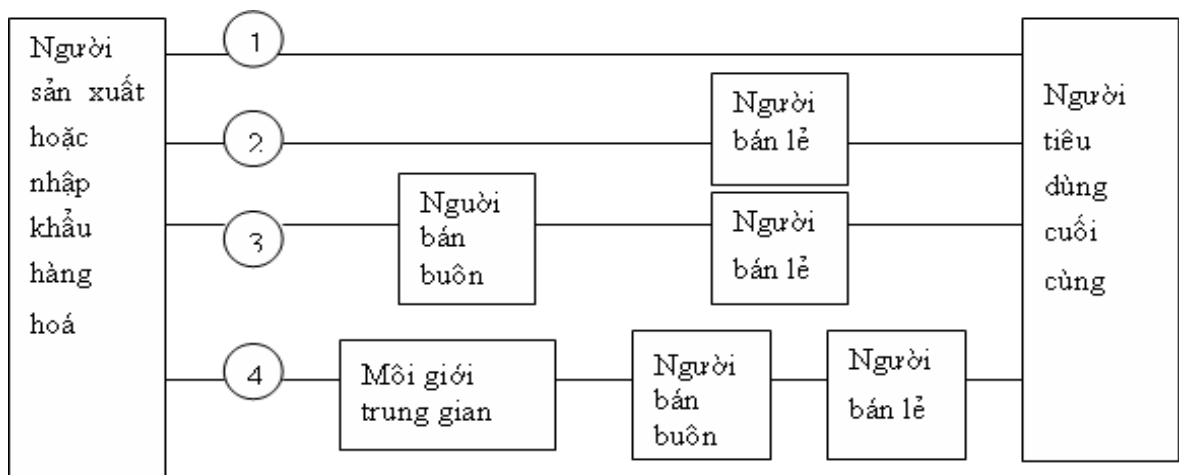 Người
sản xuất
hoặc
nhập
khẩu
hàng
hoá
1
2
Người
bán lẻ
3
Nguời
bán
buôn
Người
bán lẻ
4
Môi giới
trung gian
Người
bán
buôn
Người
bán lẻ
Người
tiêu
dùng
cuối
cùng